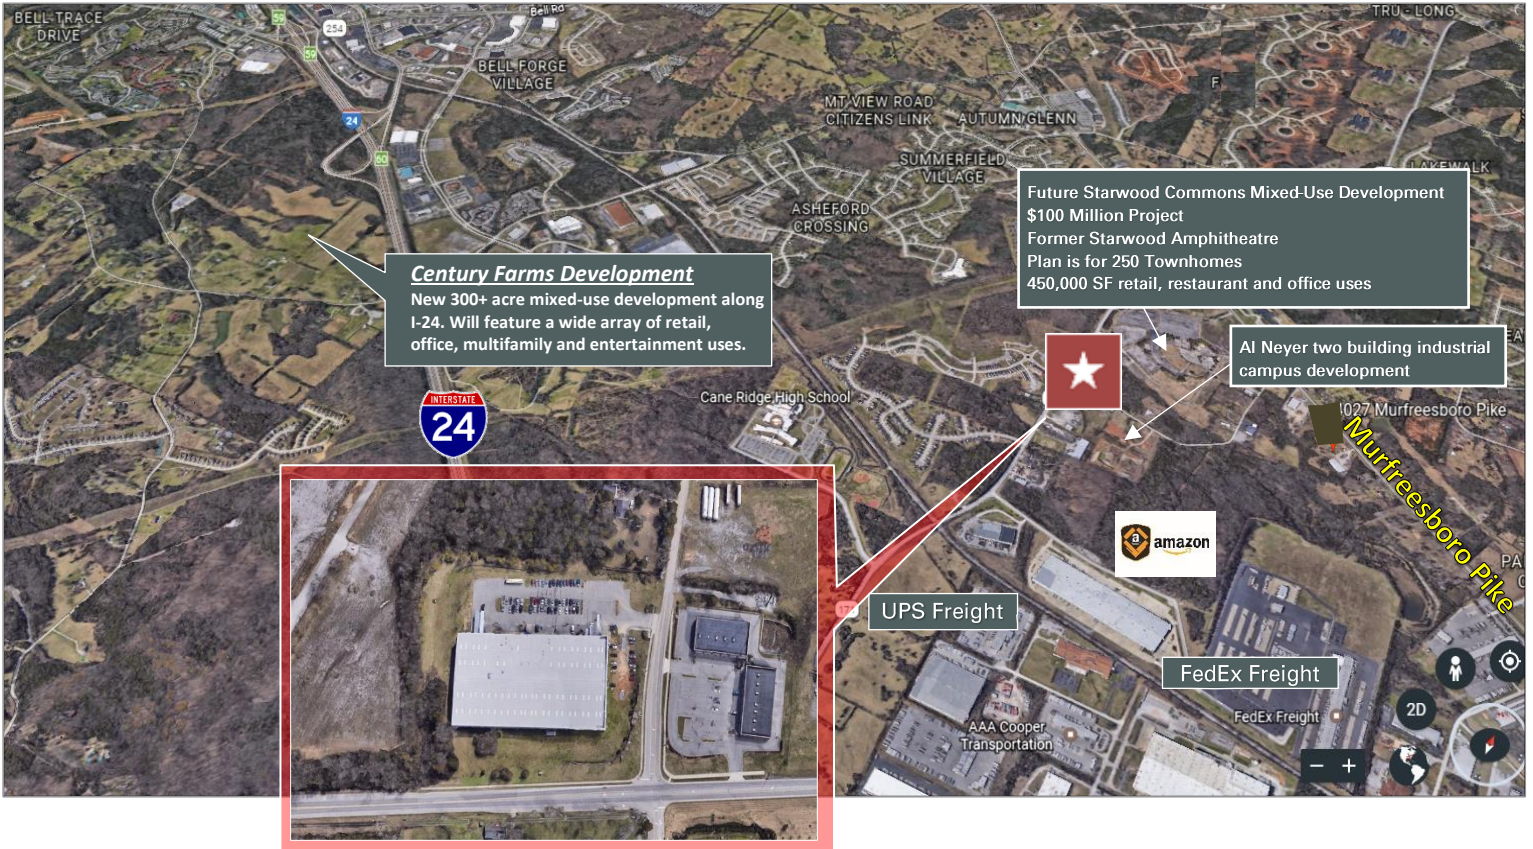 BELL TRACE
DRIVE
59
254
Bell Rd
TRU - LONG
59
BELL FORGE
VILLAGE
F
24
MT VIEW ROAD
CITIZENS LINK
AUTUMN GLENN
60
SUMMERFIELD
VILLAGE
LAKEWALK
Future Starwood Commons Mixed-Use Development
$100 Million Project
Former Starwood Amphitheatre
Plan is for 250 Townhomes
450,000 SF retail, restaurant and office uses
ASHEFORD
CROSSING
Century Farms Development
New 300+ acre mixed-use development along
I-24. Will feature a wide array of retail,
office, multifamily and entertainment uses.
Al Neyer two building industrial
campus development
Cane Ridge High School
INTERSTATE
24
4027 Murfreesboro Pike
Murfreesboro Pike
a
amazon
UPS Freight
FedEx Freight
FedEx Freight
AAA Cooper
Transportation
2D
− +